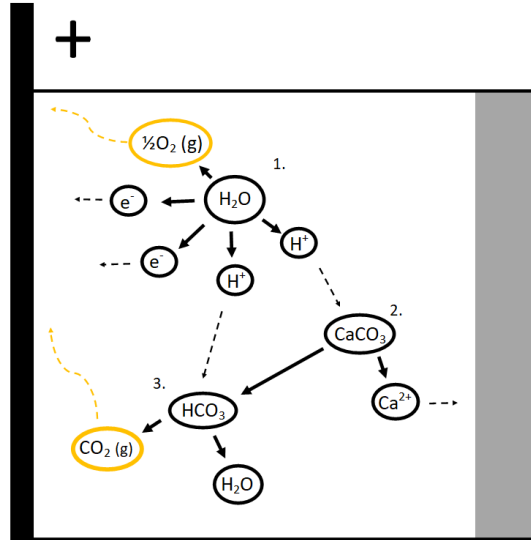 +
½O₂ (g)
1.
H₂O
e⁻
H⁺
e⁻
H⁺
2.
CaCO₃
3.
HCO₃
Ca²⁺
CO₂ (g)
H₂O